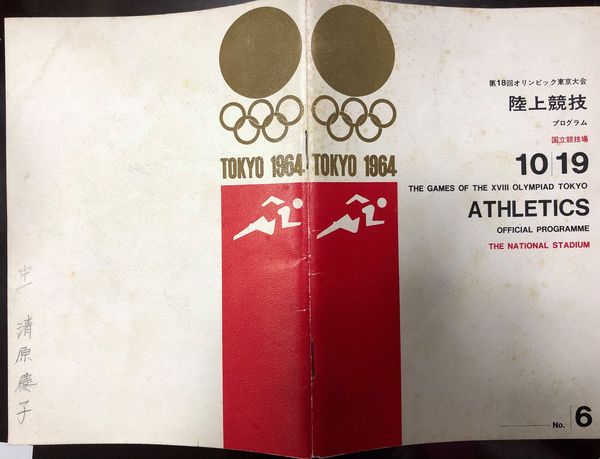 TOKYO 1964
中一 清原慶子
TOKYO 1964
第18回オリンピック東京大会
陸上競技
プログラム
国立競技場
10|19
THE GAMES OF THE XVIII OLYMPIAD TOKYO
ATHLETICS
OFFICIAL PROGRAMME
THE NATIONAL STADIUM
No. 6